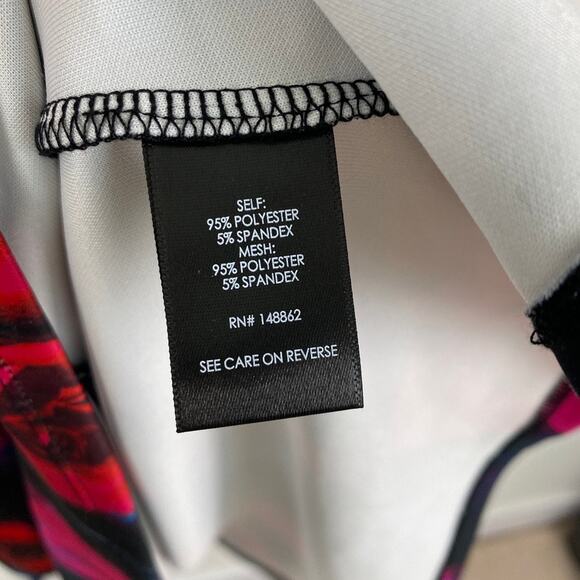 SELF:
95% POLYESTER
5% SPANDEX
MESH:
95% POLYESTER
5% SPANDEX
RN# 148862
SEE CARE ON REVERSE